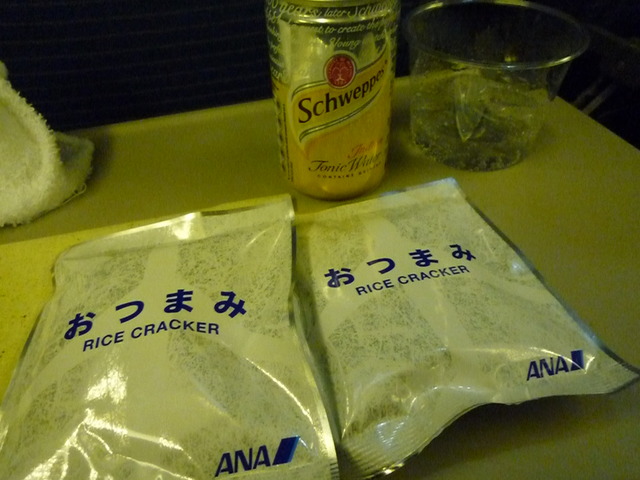 Schweppes
Tonic Water
おつまみ
RICE CRACKER
ANA
おつまみ
RICE CRACKER
ANA